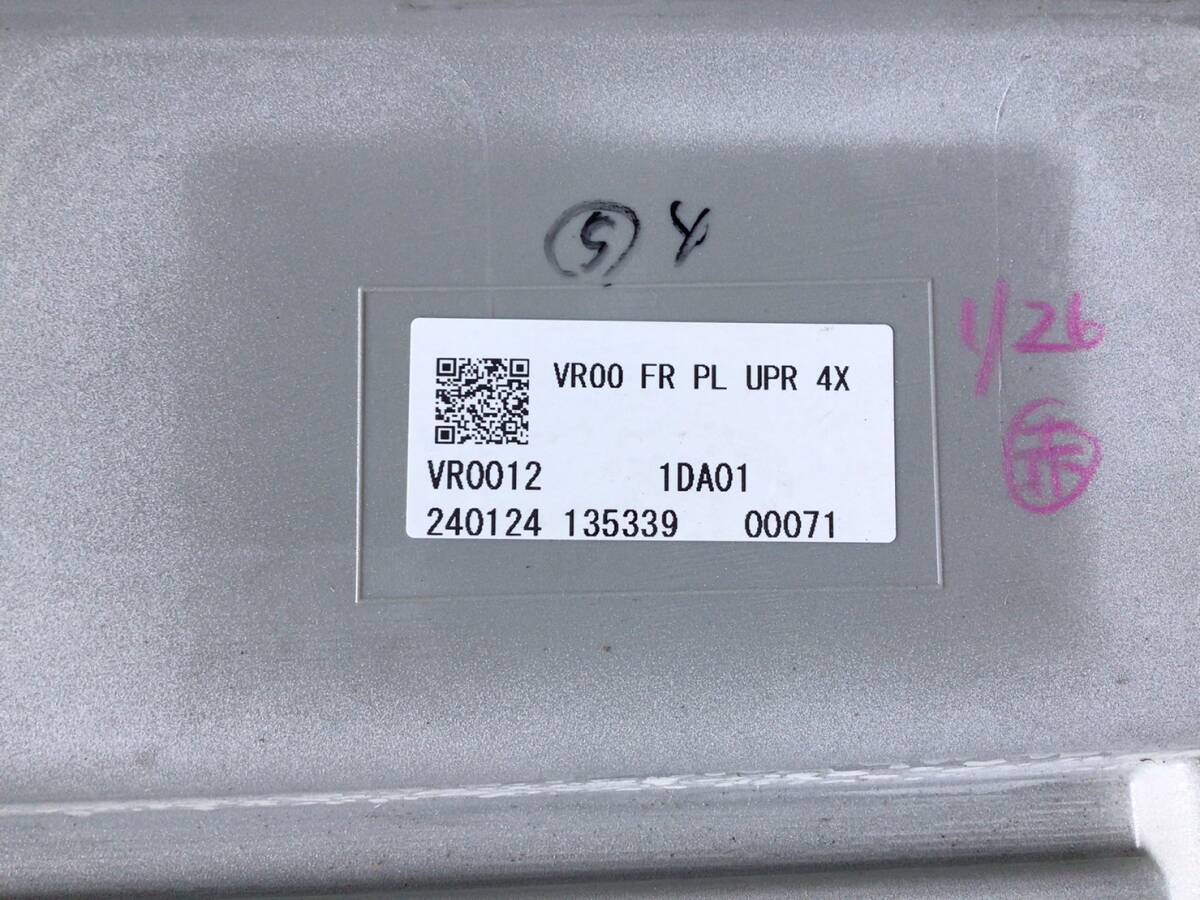 ⑤ 4
VR00 FR PL UPR 4X
VR0012 1DA01
240124 135339 00071
1/26